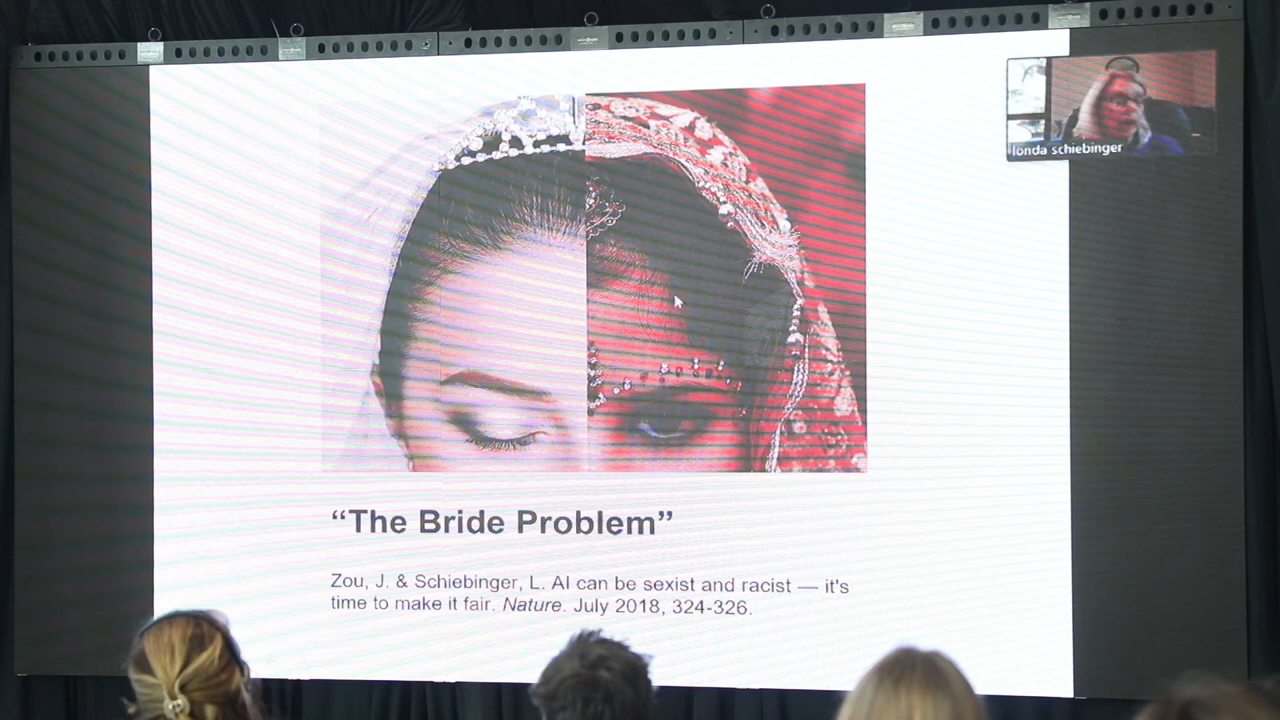 londa schiebinger
“The Bride Problem”
Zou, J. & Schiebinger, L. AI can be sexist and racist — it's
time to make it fair. Nature. July 2018, 324-326.